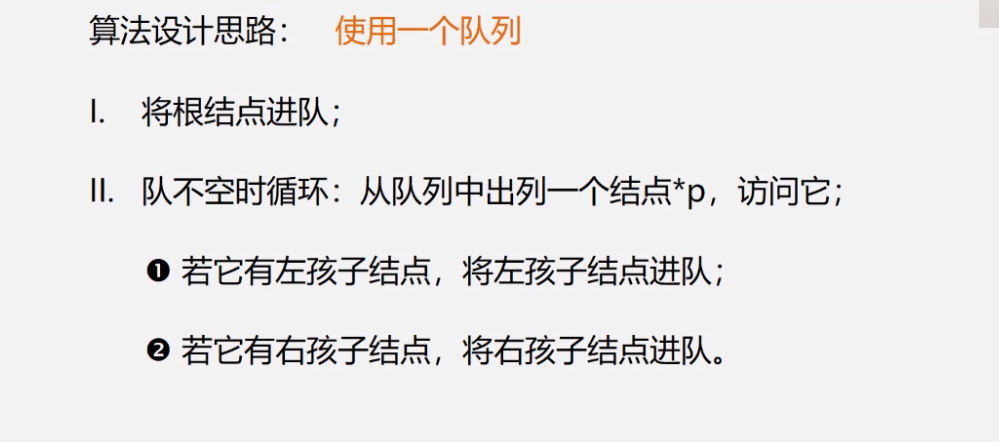 算法设计思路： 使用一个队列
I. 将根结点进队；
II. 队不空时循环：从队列中出列一个结点*p，访问它；
❶ 若它有左孩子结点，将左孩子结点进队；
❷ 若它有右孩子结点，将右孩子结点进队。